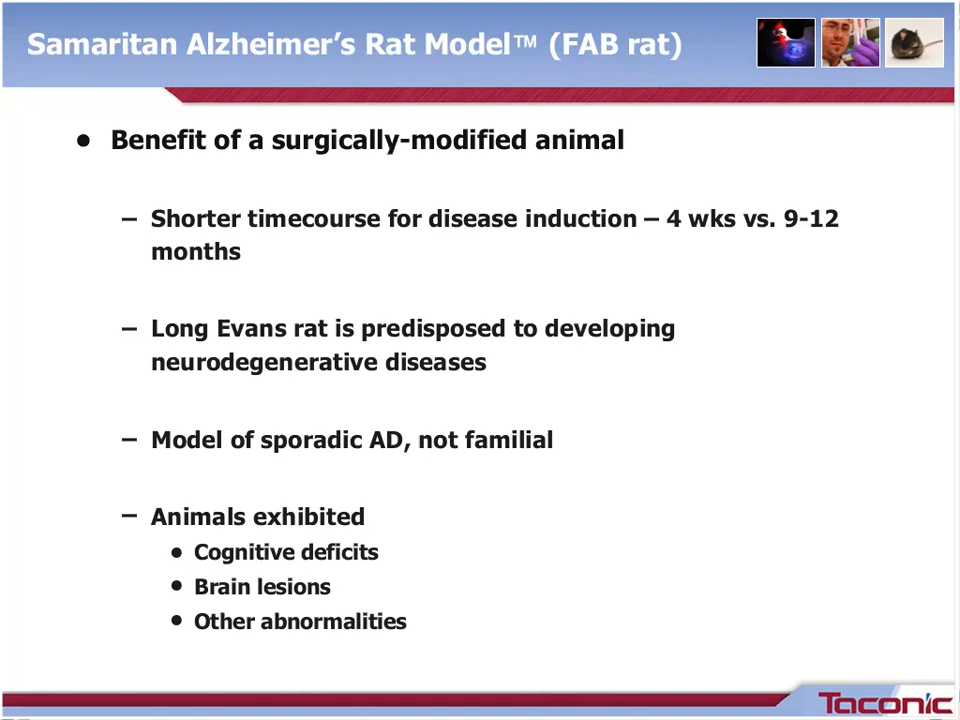 Samaritan Alzheimer's Rat Model™ (FAB rat)
• Benefit of a surgically-modified animal
– Shorter timecourse for disease induction – 4 wks vs. 9-12
months
– Long Evans rat is predisposed to developing
neurodegenerative diseases
– Model of sporadic AD, not familial
– Animals exhibited
• Cognitive deficits
• Brain lesions
• Other abnormalities
Taconic